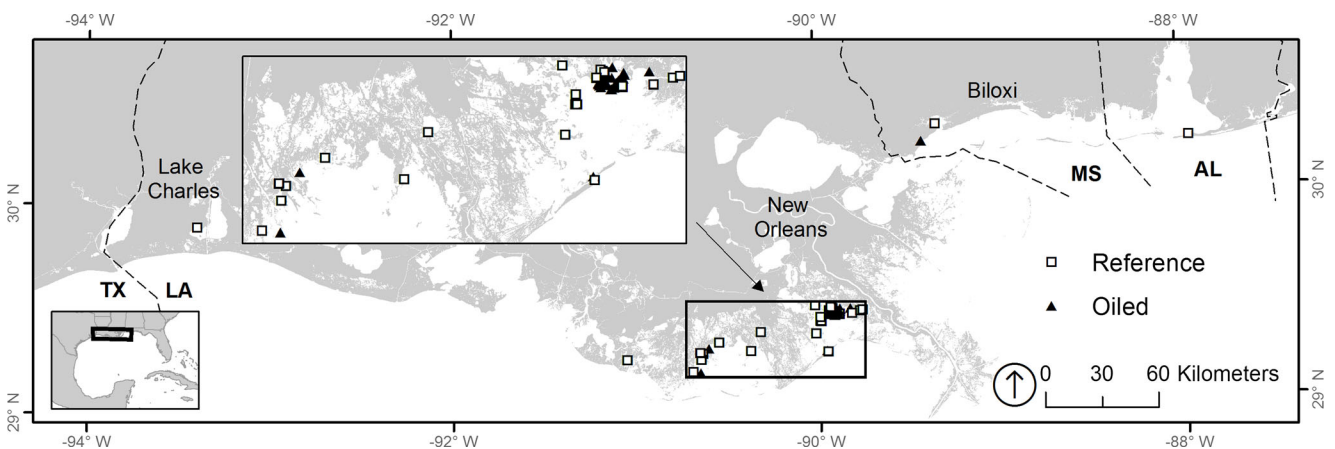 -94° W
-92° W
-90° W
-88° W
Biloxi
Lake
Charles
30° N
30° N
MS
AL
New
Orleans
Reference
Oiled
TX
LA
0 30 60 Kilometers
29° N
29° N
-94° W
-92° W
-90° W
-88° W